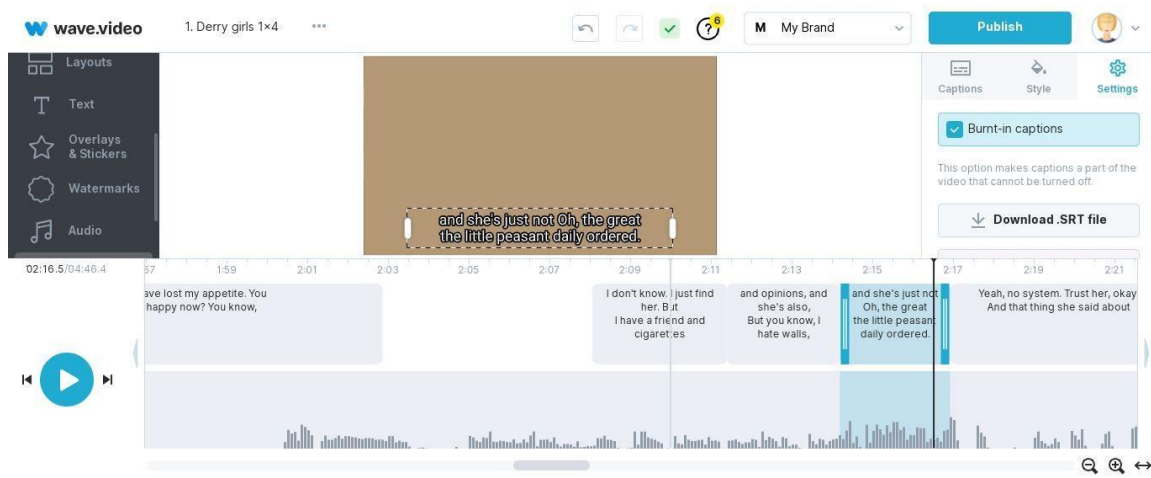 wave.video
1. Derry girls 1×4
6
?
M My Brand
Publish
Layouts
Text
Overlays
& Stickers
Watermarks
Audio
and she's just not Oh, the great
the little peasant daily ordered.
Captions
Style
Settings
Burnt-in captions
This option makes captions a part of the
video that cannot be turned off.
Download .SRT file
02:16.5/04:46.4
57
1:59
2:01
2:03
2:05
2:07
2:09
2:11
2:13
2:15
2:17
2:19
2:21
ave lost my appetite. You
happy now? You know,
I don't know. I just find
her. But
I have a friend and
cigarettes
and opinions, and
she's also,
But you know, I
hate walls,
and she's just not
Oh, the great
the little peasant
daily ordered.
Yeah, no system. Trust her, okay
And that thing she said about